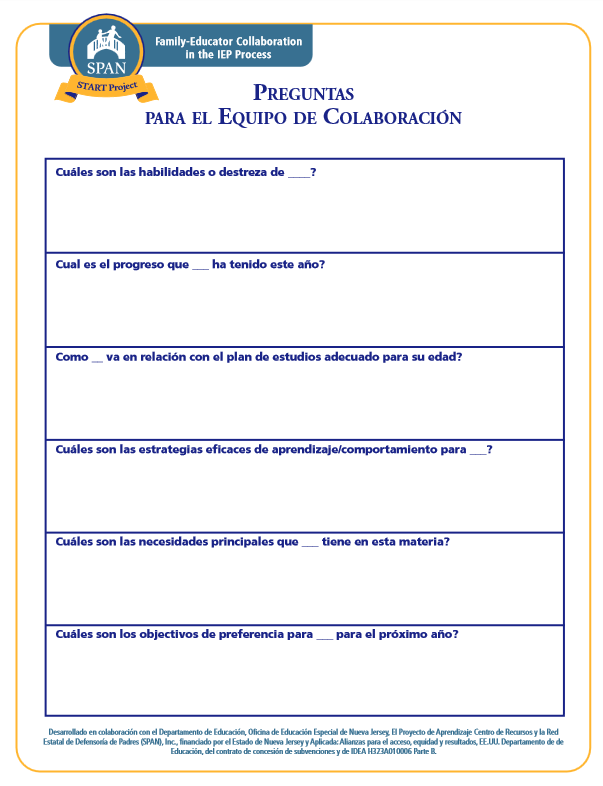 Family-Educator Collaboration
in the IEP Process
SPAN
START Project
PREGUNTAS
PARA EL EQUIPO DE COLABORACIÓN
Cuáles son las habilidades o destreza de ____?
Cual es el progreso que ___ ha tenido este año?
Como __ va en relación con el plan de estudios adecuado para su edad?
Cuáles son las estrategias eficaces de aprendizaje/comportamiento para ___?
Cuáles son las necesidades principales que ___ tiene en esta materia?
Cuáles son los objectivos de preferencia para ___ para el próximo año?
Desarrollado en colaboración con el Departamento de Educación, Oficina de Educación Especial de Nueva Jersey, El Proyecto de Aprendizaje Centro de Recursos y la Red
Estatal de Defensoría de Padres (SPAN), Inc., financiado por el Estado de Nueva Jersey y Aplicada: Alianzas para el acceso, equidad y resultados, EE.UU. Departamento de de
Educación, del contrato de concesión de subvenciones y de IDEA H323A010006 Parte B.